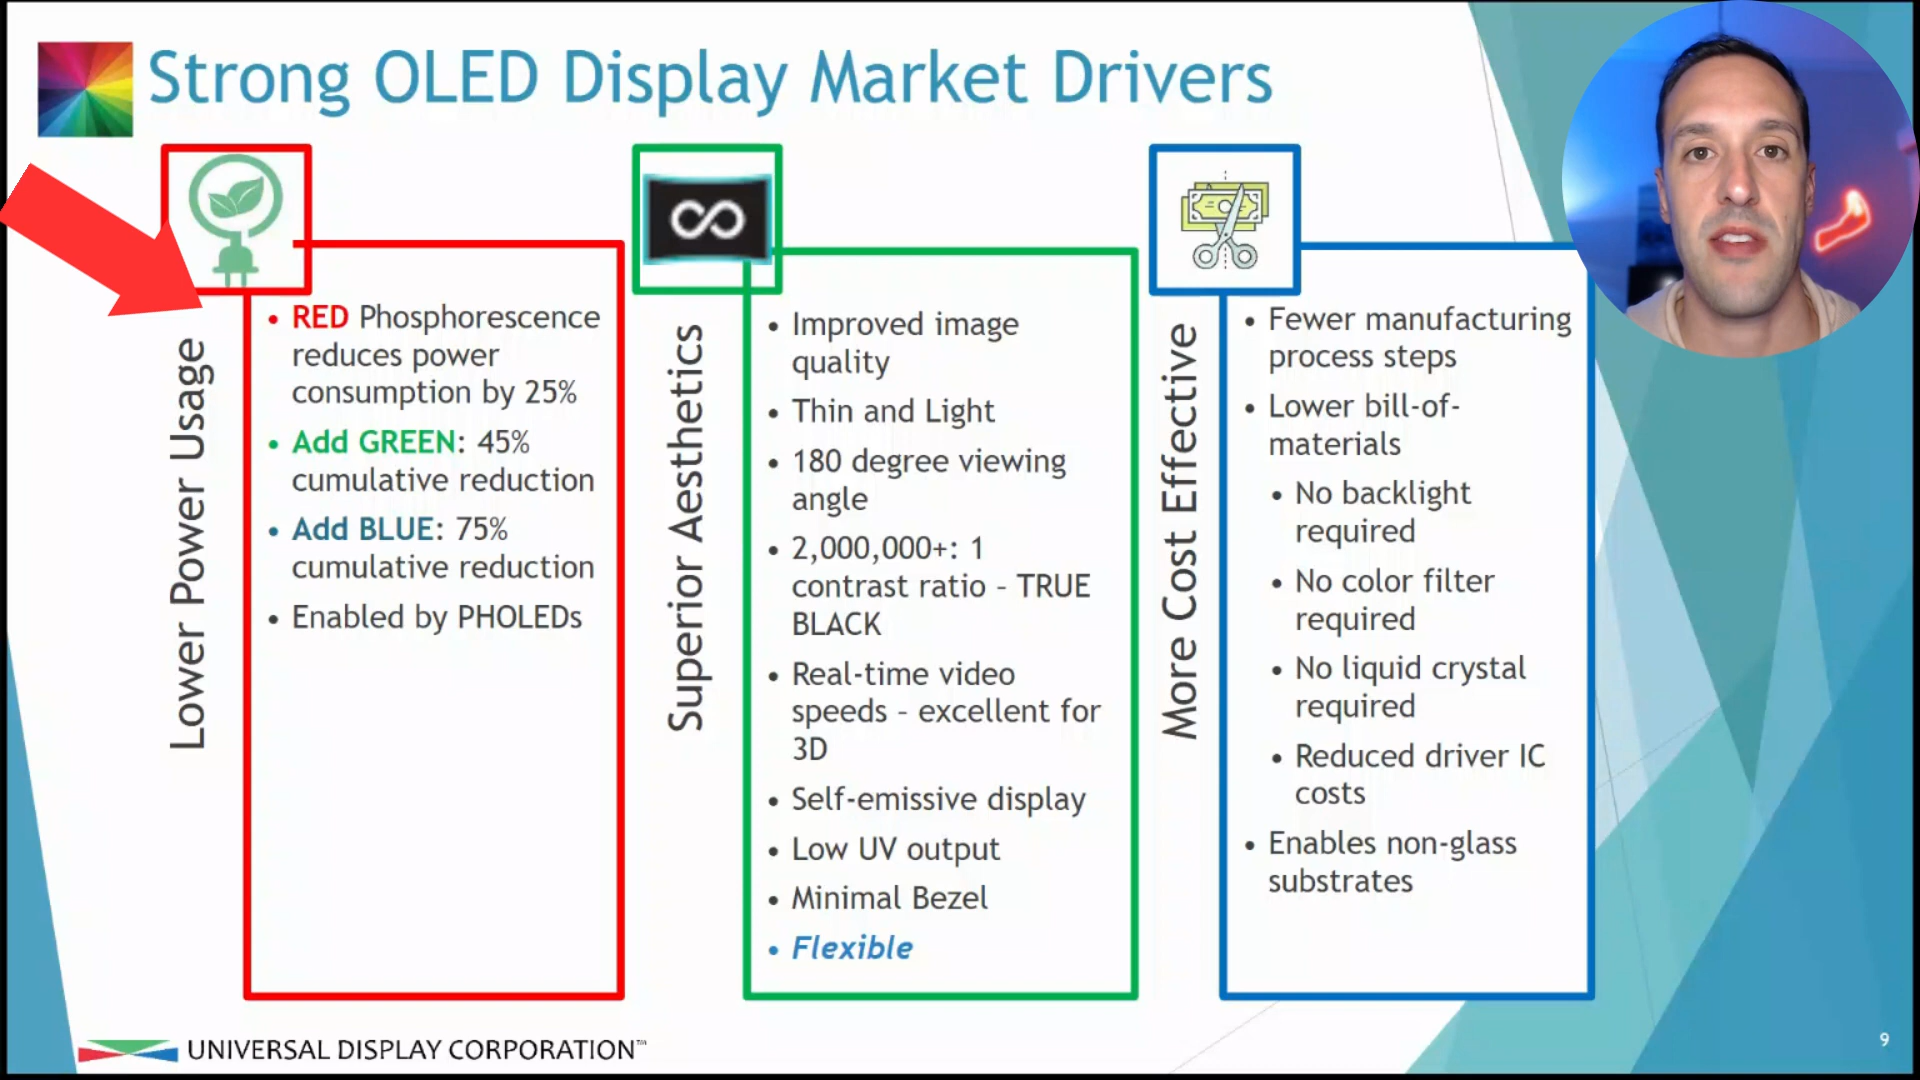 Strong OLED Display Market Drivers
Lower Power Usage
• RED Phosphorescence
reduces power
consumption by 25%
• Add GREEN: 45%
cumulative reduction
• Add BLUE: 75%
cumulative reduction
• Enabled by PHOLEDs
Superior Aesthetics
• Improved image
quality
• Thin and Light
• 180 degree viewing
angle
• 2,000,000+: 1
contrast ratio – TRUE
BLACK
• Real-time video
speeds – excellent for
3D
• Self-emissive display
• Low UV output
• Minimal Bezel
• Flexible
More Cost Effective
• Fewer manufacturing
process steps
• Lower bill-of-
materials
• No backlight
required
• No color filter
required
• No liquid crystal
required
• Reduced driver IC
costs
• Enables non-glass
substrates
UNIVERSAL DISPLAY CORPORATION™
9